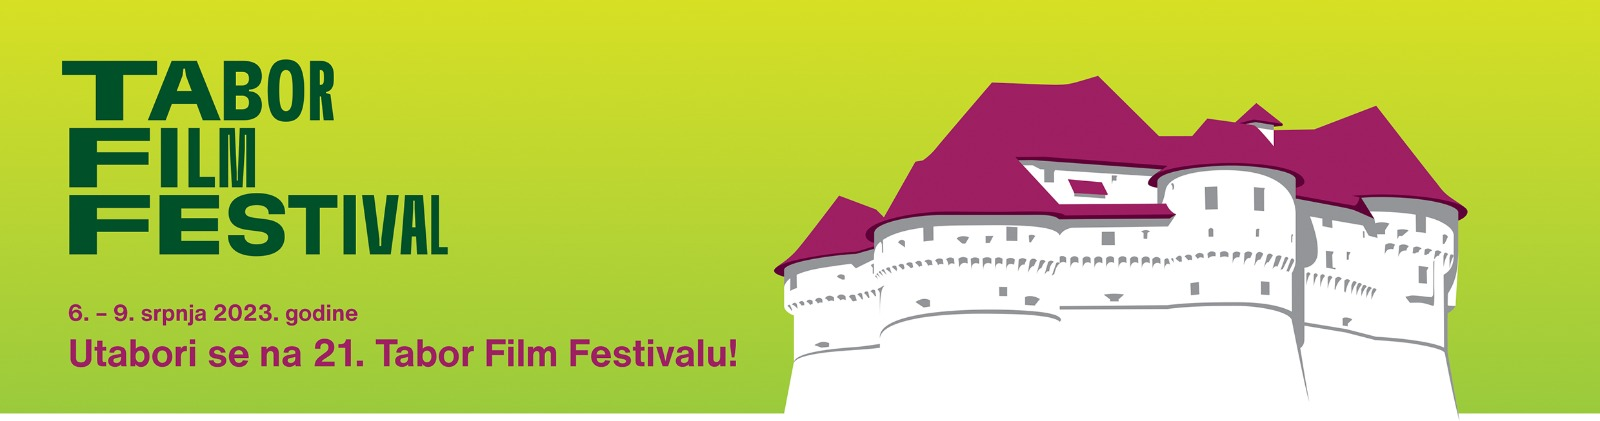 TABOR
FILM
FESTIVAL
6. – 9. srpnja 2023. godine
Utabori se na 21. Tabor Film Festivalu!